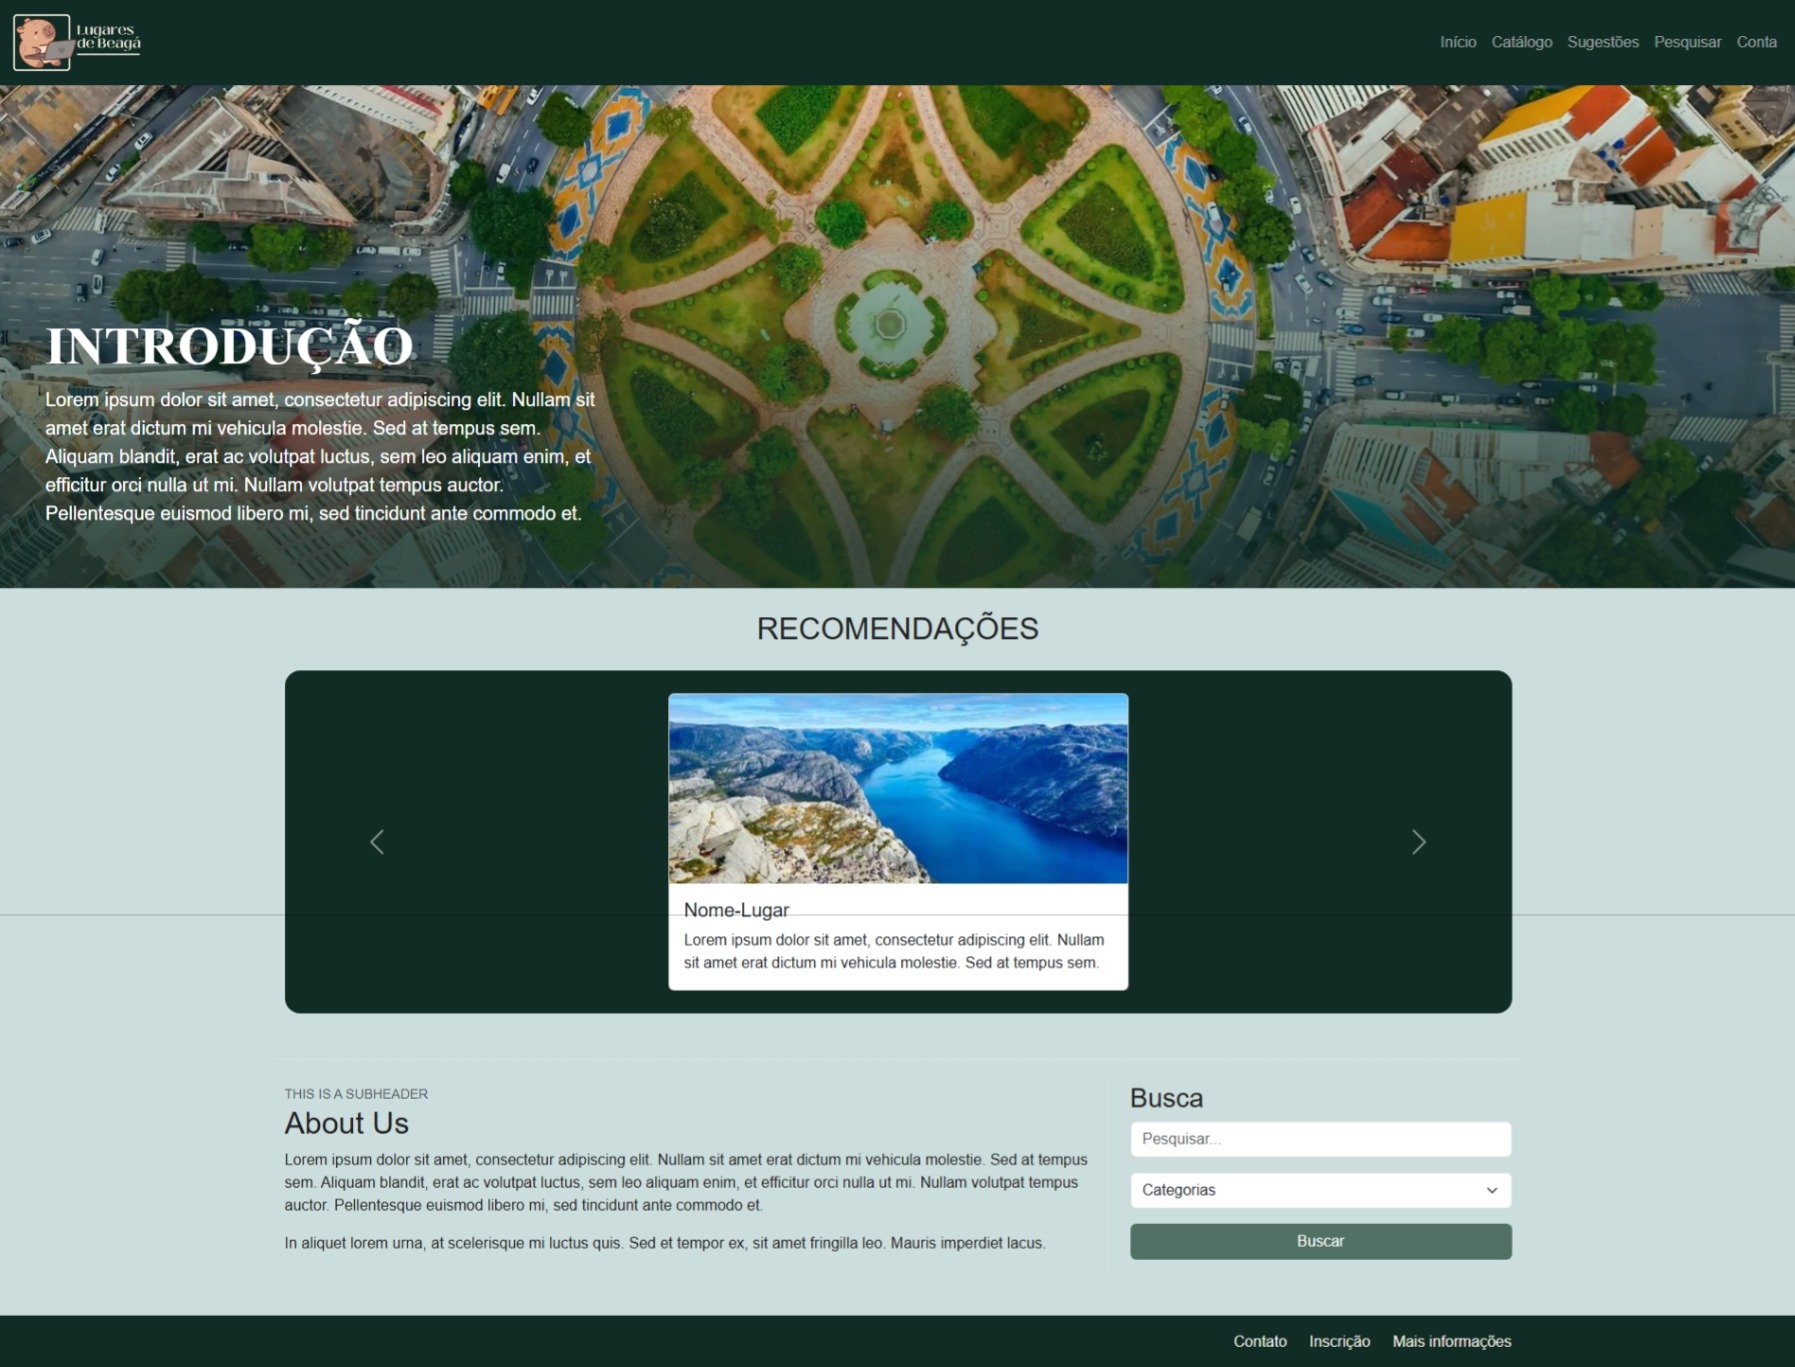 Lugares
de Beagá
Início Catálogo Sugestões Pesquisar Conta
INTRODUÇÃO
Lorem ipsum dolor sit amet, consectetur adipiscing elit. Nullam sit
amet erat dictum mi vehicula molestie. Sed at tempus sem.
Aliquam blandit, erat ac volutpat luctus, sem leo aliquam enim, et
efficitur orci nulla ut mi. Nullam volutpat tempus auctor.
Pellentesque euismod libero mi, sed tincidunt ante commodo et.
RECOMENDAÇÕES
Nome-Lugar
Lorem ipsum dolor sit amet, consectetur adipiscing elit. Nullam
sit amet erat dictum mi vehicula molestie. Sed at tempus sem.
THIS IS A SUBHEADER
About Us
Lorem ipsum dolor sit amet, consectetur adipiscing elit. Nullam sit amet erat dictum mi vehicula molestie. Sed at tempus
sem. Aliquam blandit, erat ac volutpat luctus, sem leo aliquam enim, et efficitur orci nulla ut mi. Nullam volutpat tempus
auctor. Pellentesque euismod libero mi, sed tincidunt ante commodo et.
In aliquet lorem urna, at scelerisque mi luctus quis. Sed et tempor ex, sit amet fringilla leo. Mauris imperdiet lacus.
Busca
Pesquisar...
Categorias
Buscar
Contato Inscrição Mais informações